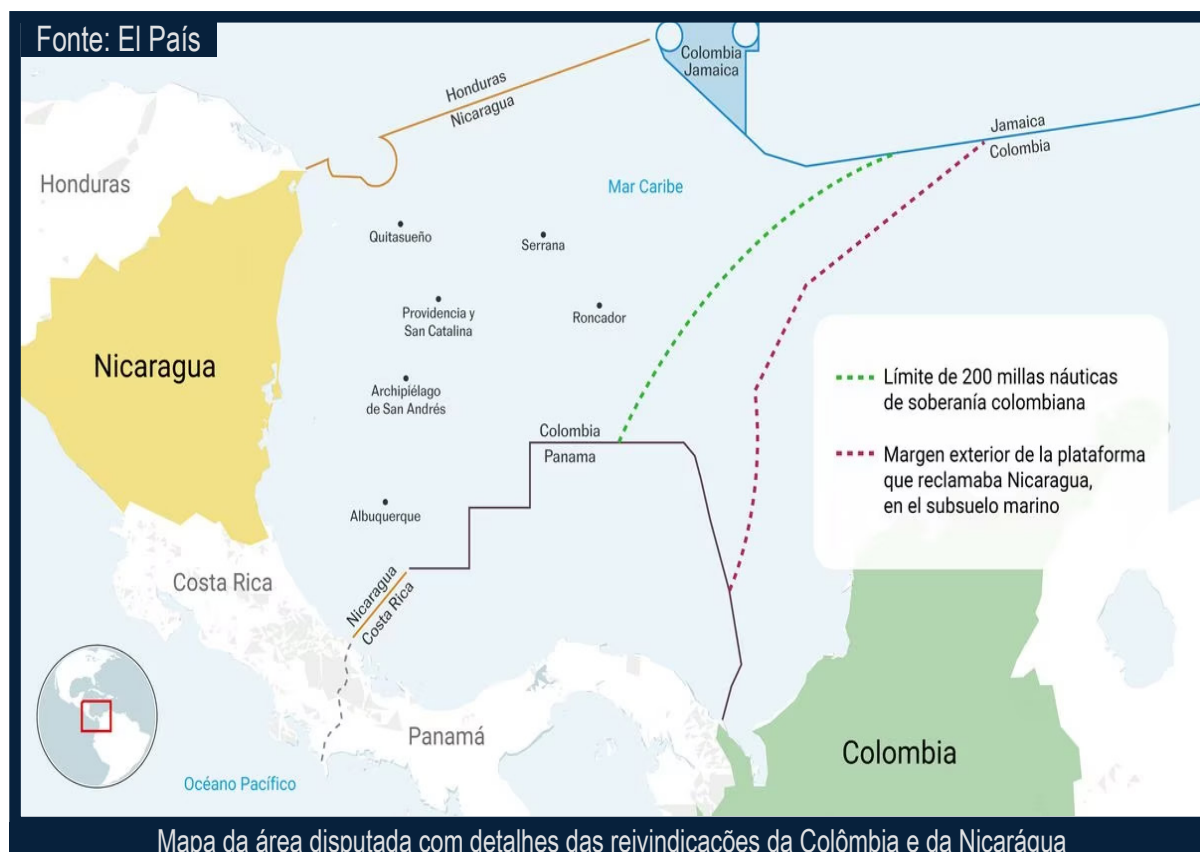 Fonte: El País
Colombia
Jamaica
Honduras
Nicaragua
Jamaica
Colombia
Honduras
Mar Caribe
Quitasueño
Serrana
Providencia y
San Catalina
Roncador
Nicaragua
Archipiélago
de San Andrés
Límite de 200 millas náuticas
de soberanía colombiana
Colombia
Panama
Margen exterior de la plataforma
que reclamaba Nicaragua,
en el subsuelo marino
Albuquerque
Costa Rica
Nicaragua
Costa Rica
Panamá
Colombia
Océano Pacífico
Mapa da área disputada com detalhes das reivindicações da Colômbia e da Nicarágua